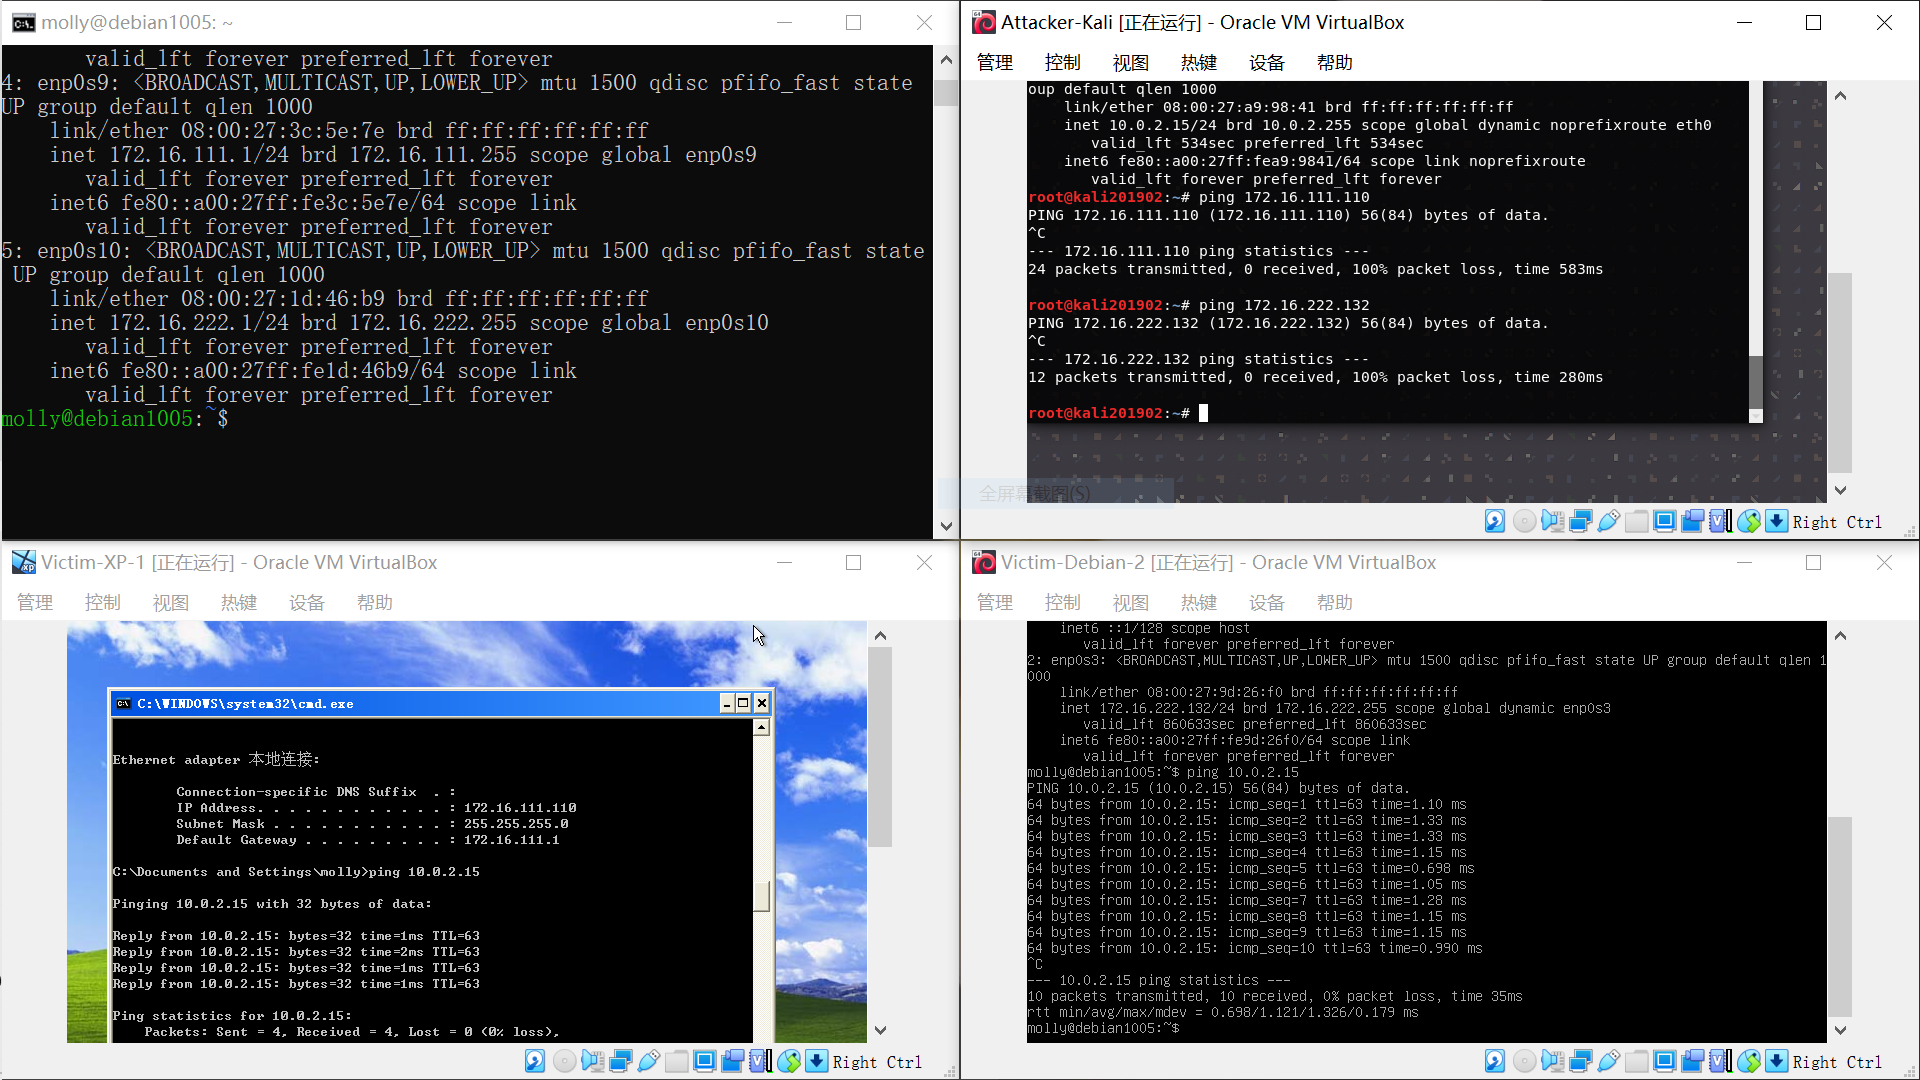 molly@debian1005: ~
valid_lft forever preferred_lft forever
4: enp0s9: <BROADCAST,MULTICAST,UP,LOWER_UP> mtu 1500 qdisc pfifo_fast state
UP group default qlen 1000
link/ether 08:00:27:3c:5e:7e brd ff:ff:ff:ff:ff:ff
inet 172.16.111.1/24 brd 172.16.111.255 scope global enp0s9
valid_lft forever preferred_lft forever
inet6 fe80::a00:27ff:fe3c:5e7e/64 scope link
valid_lft forever preferred_lft forever
5: enp0s10: <BROADCAST,MULTICAST,UP,LOWER_UP> mtu 1500 qdisc pfifo_fast state
UP group default qlen 1000
link/ether 08:00:27:1d:46:b9 brd ff:ff:ff:ff:ff:ff
inet 172.16.222.1/24 brd 172.16.222.255 scope global enp0s10
valid_lft forever preferred_lft forever
inet6 fe80::a00:27ff:fe1d:46b9/64 scope link
valid_lft forever preferred_lft forever
molly@debian1005:~$
Attacker-Kali [正在运行] - Oracle VM VirtualBox
管理 控制 视图 热键 设备 帮助
oup default qlen 1000
link/ether 08:00:27:a9:98:41 brd ff:ff:ff:ff:ff:ff
inet 10.0.2.15/24 brd 10.0.2.255 scope global dynamic noprefixroute eth0
valid_lft 534sec preferred_lft 534sec
inet6 fe80::a00:27ff:fea9:9841/64 scope link noprefixroute
valid_lft forever preferred_lft forever
root@kali201902:~# ping 172.16.111.110
PING 172.16.111.110 (172.16.111.110) 56(84) bytes of data.
^C
--- 172.16.111.110 ping statistics ---
24 packets transmitted, 0 received, 100% packet loss, time 583ms
root@kali201902:~# ping 172.16.222.132
PING 172.16.222.132 (172.16.222.132) 56(84) bytes of data.
^C
--- 172.16.222.132 ping statistics ---
12 packets transmitted, 0 received, 100% packet loss, time 280ms
root@kali201902:~#
全屏幕截图(S)
Right Ctrl
Victim-XP-1 [正在运行] - Oracle VM VirtualBox
管理 控制 视图 热键 设备 帮助
C:\WINDOWS\system32\cmd.exe
Ethernet adapter 本地连接:
Connection-specific DNS Suffix . :
IP Address. . . . . . . . . . . . : 172.16.111.110
Subnet Mask . . . . . . . . . . . : 255.255.255.0
Default Gateway . . . . . . . . . : 172.16.111.1
C:\Documents and Settings\molly>ping 10.0.2.15
Pinging 10.0.2.15 with 32 bytes of data:
Reply from 10.0.2.15: bytes=32 time=1ms TTL=63
Reply from 10.0.2.15: bytes=32 time=2ms TTL=63
Reply from 10.0.2.15: bytes=32 time=1ms TTL=63
Reply from 10.0.2.15: bytes=32 time=1ms TTL=63
Ping statistics for 10.0.2.15:
Packets: Sent = 4, Received = 4, Lost = 0 (0% loss),
Right Ctrl
Victim-Debian-2 [正在运行] - Oracle VM VirtualBox
管理 控制 视图 热键 设备 帮助
inet6 ::1/128 scope host
valid_lft forever preferred_lft forever
2: enp0s3: <BROADCAST,MULTICAST,UP,LOWER_UP> mtu 1500 qdisc pfifo_fast state UP group default qlen 1
000
link/ether 08:00:27:9d:26:f0 brd ff:ff:ff:ff:ff:ff
inet 172.16.222.132/24 brd 172.16.222.255 scope global dynamic enp0s3
valid_lft 860633sec preferred_lft 860633sec
inet6 fe80::a00:27ff:fe9d:26f0/64 scope link
valid_lft forever preferred_lft forever
molly@debian1005:~$ ping 10.0.2.15
PING 10.0.2.15 (10.0.2.15) 56(84) bytes of data.
64 bytes from 10.0.2.15: icmp_seq=1 ttl=63 time=1.10 ms
64 bytes from 10.0.2.15: icmp_seq=2 ttl=63 time=1.33 ms
64 bytes from 10.0.2.15: icmp_seq=3 ttl=63 time=1.33 ms
64 bytes from 10.0.2.15: icmp_seq=4 ttl=63 time=1.15 ms
64 bytes from 10.0.2.15: icmp_seq=5 ttl=63 time=0.698 ms
64 bytes from 10.0.2.15: icmp_seq=6 ttl=63 time=1.05 ms
64 bytes from 10.0.2.15: icmp_seq=7 ttl=63 time=1.28 ms
64 bytes from 10.0.2.15: icmp_seq=8 ttl=63 time=1.15 ms
64 bytes from 10.0.2.15: icmp_seq=9 ttl=63 time=1.15 ms
64 bytes from 10.0.2.15: icmp_seq=10 ttl=63 time=0.990 ms
^C
--- 10.0.2.15 ping statistics ---
10 packets transmitted, 10 received, 0% packet loss, time 35ms
rtt min/avg/max/mdev = 0.698/1.121/1.326/0.179 ms
molly@debian1005:~$
Right Ctrl